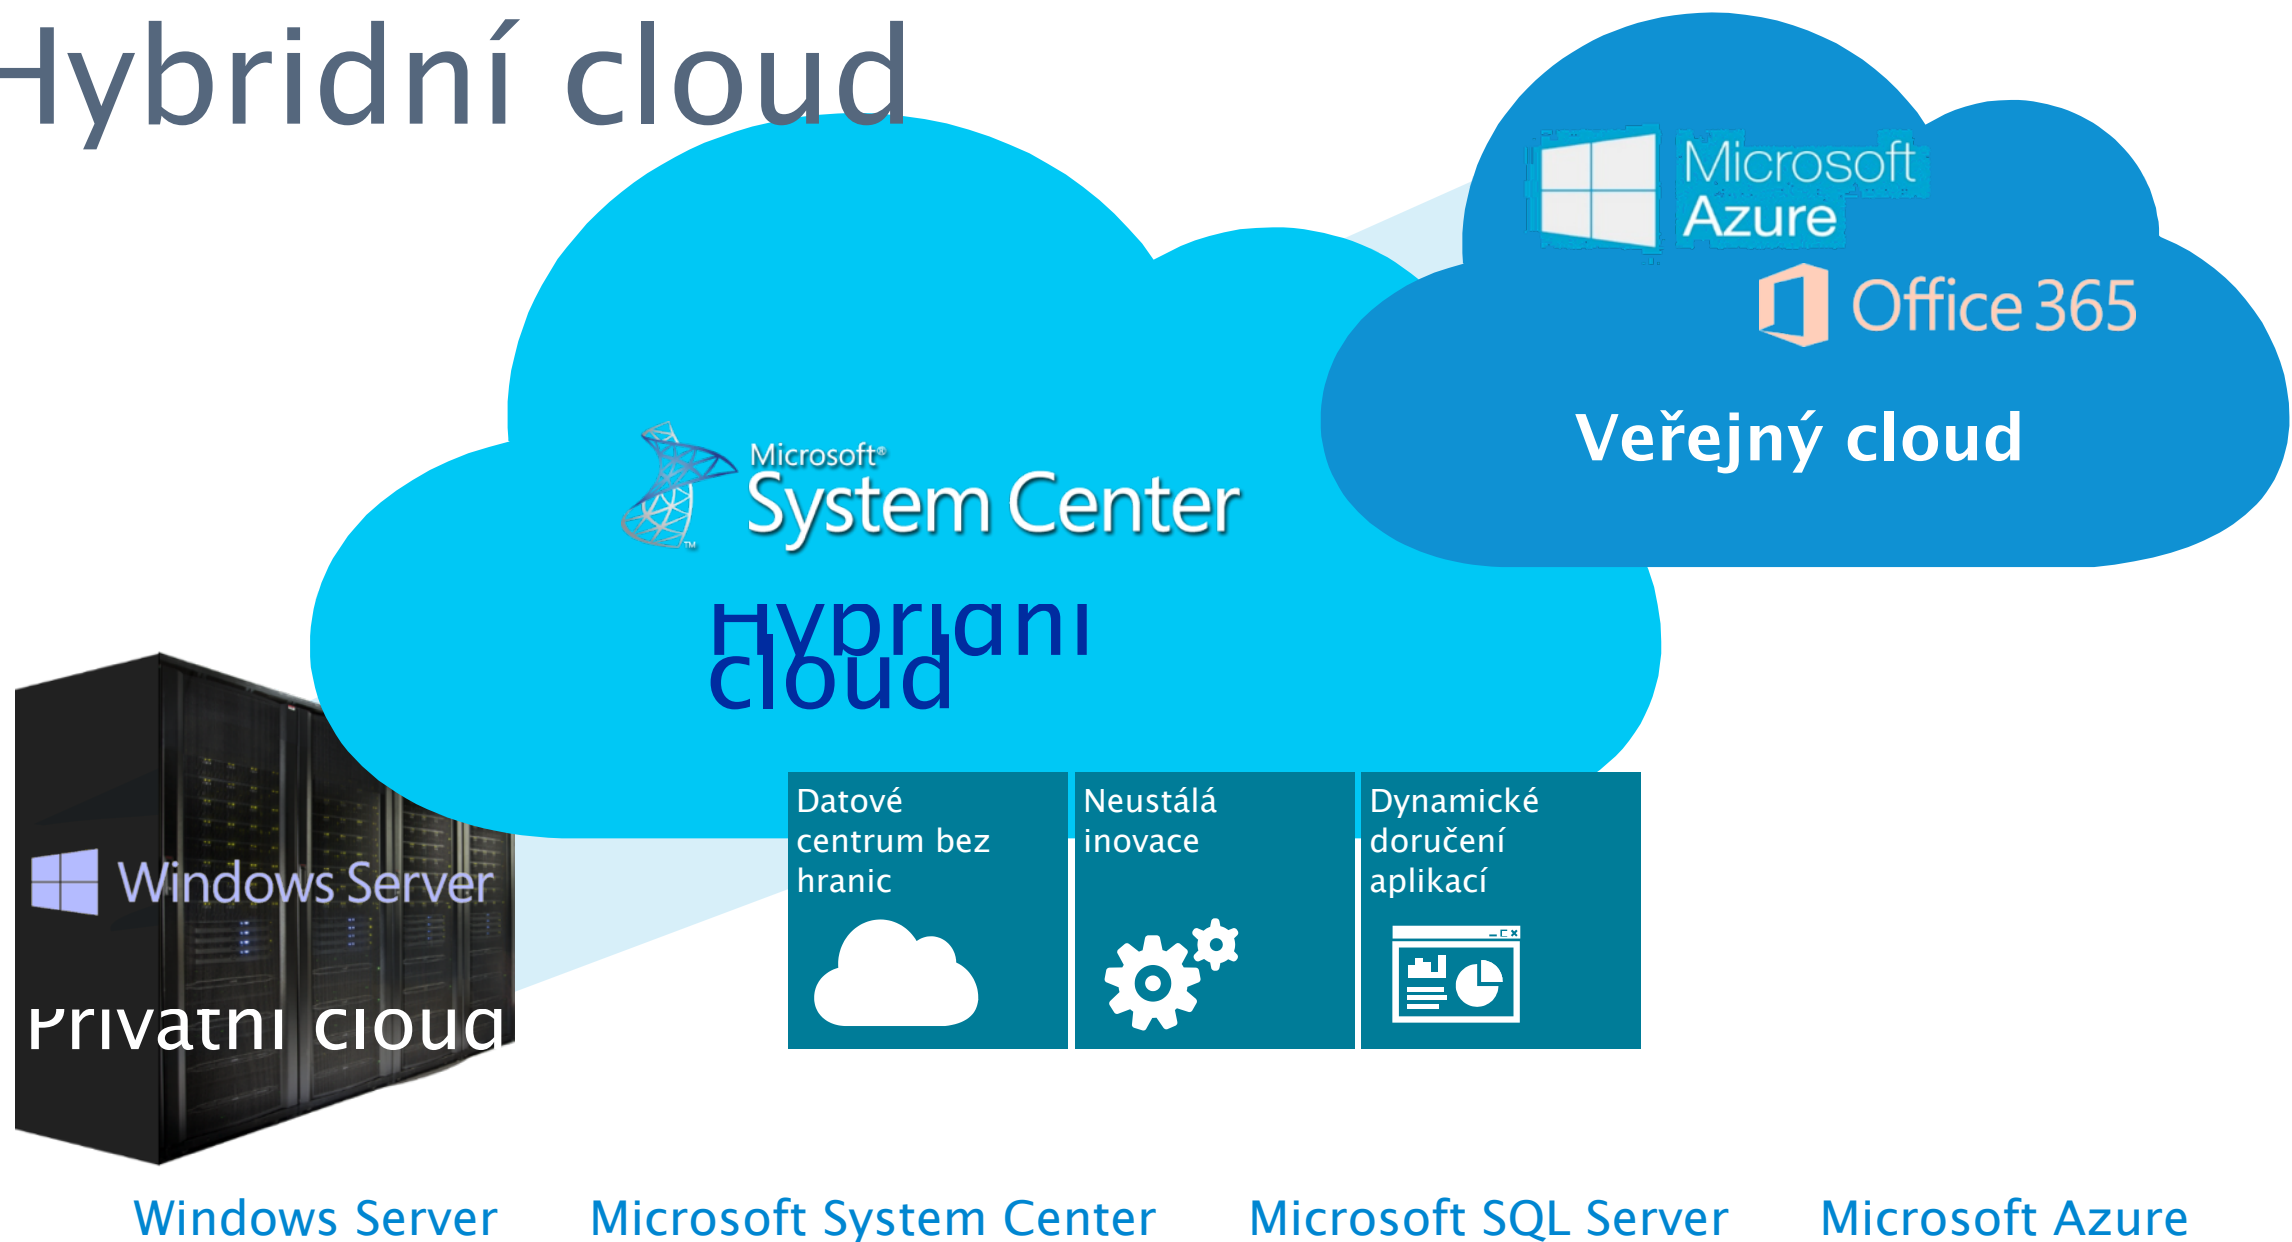 Hybridní cloud
Microsoft
Azure
Office 365
Veřejný cloud
Microsoft®
System Center
™
Hybridní
cloud
Windows Server
Privátní cloud
Datové
centrum bez
hranic
Neustálá
inovace
Dynamické
doručení
aplikací
Windows Server
Microsoft System Center
Microsoft SQL Server
Microsoft Azure